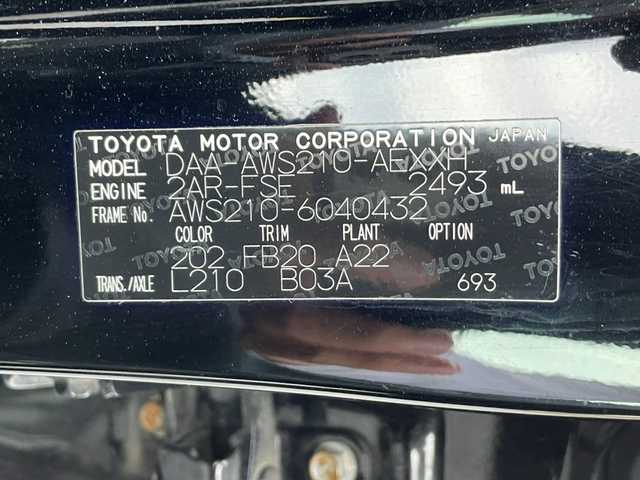 TOYOTA MOTOR CORPORATION JAPAN
MODEL DAA-AWS210-AEXXH
ENGINE 2AR-FSE 2493 mL
FRAME No. AWS210-6040432
COLOR TRIM PLANT OPTION
202 FB20 A22
TRANS./AXLE L210 B03A 693